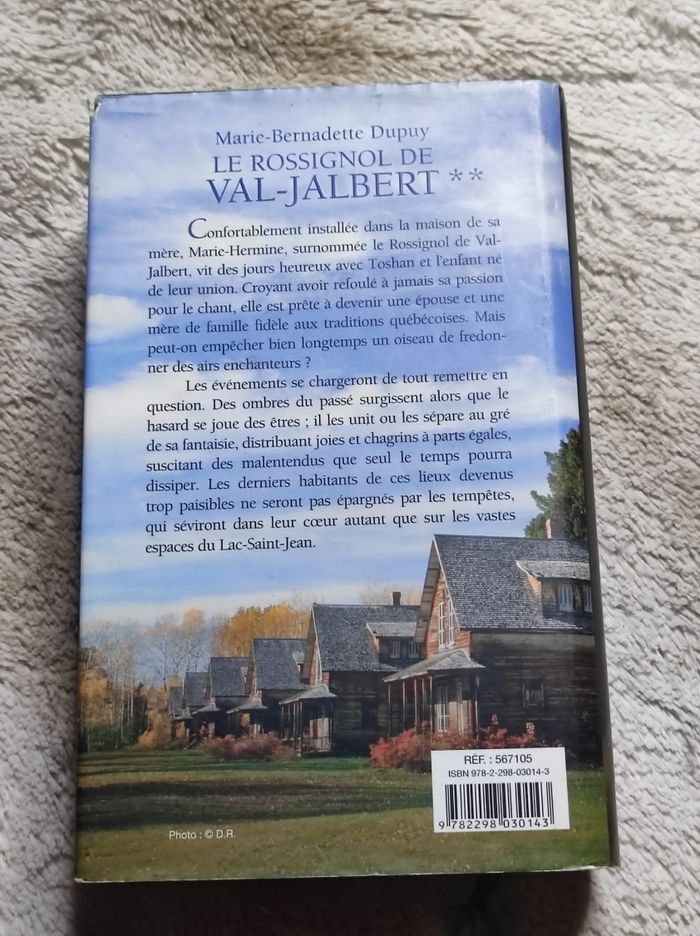 Marie-Bernadette Dupuy
LE ROSSIGNOL DE
VAL-JALBERT **
Confortablement installée dans la maison de sa
mère, Marie-Hermine, surnommée le Rossignol de Val-
Jalbert, vit des jours heureux avec Toshan et l'enfant né
de leur union. Croyant avoir refoulé à jamais sa passion
pour le chant, elle est prête à devenir une épouse et une
mère de famille fidèle aux traditions québécoises. Mais
peut-on empêcher bien longtemps un oiseau de fredon-
ner des airs enchanteurs ?
Les événements se chargeront de tout remettre en
question. Des ombres du passé surgissent alors que le
hasard se joue des êtres ; il les unit ou les sépare au gré
de sa fantaisie, distribuant joies et chagrins à parts égales,
suscitant des malentendus que seul le temps pourra
dissiper. Les derniers habitants de ces lieux devenus
trop paisibles ne seront pas épargnés par les tempêtes,
qui séviront dans leur cœur autant que sur les vastes
espaces du Lac-Saint-Jean.
RÉF. : 567105
ISBN 978-2-298-03014-3
9 782298 030143
Photo : © D.R.